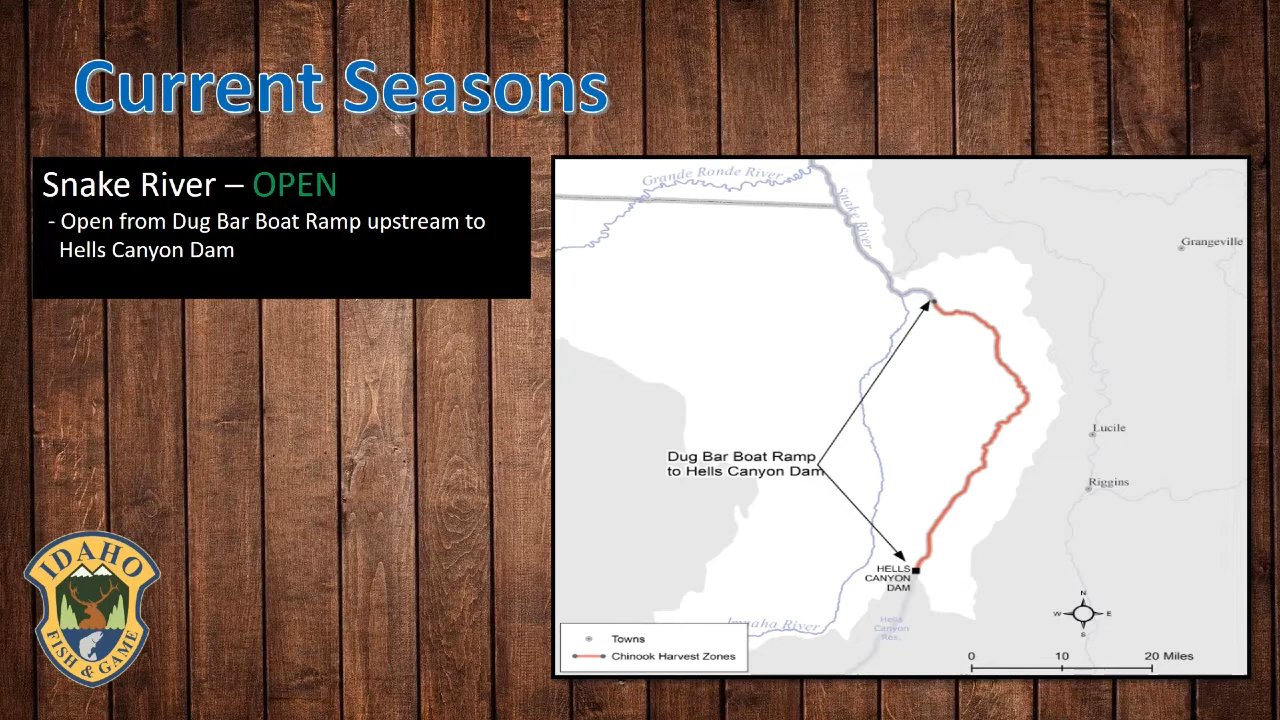 Current Seasons
Snake River – OPEN
- Open from Dug Bar Boat Ramp upstream to
Hells Canyon Dam
Grande Ronde River
Snake River
Grangeville
Lucile
Dug Bar Boat Ramp
to Hells Canyon Dam
Riggins
HELLS
CANYON
DAM
Hells
Canyon
Res.
Imnaha River
N
W E
S
Towns
Chinook Harvest Zones
0 10 20 Miles
IDAHO
FISH & GAME